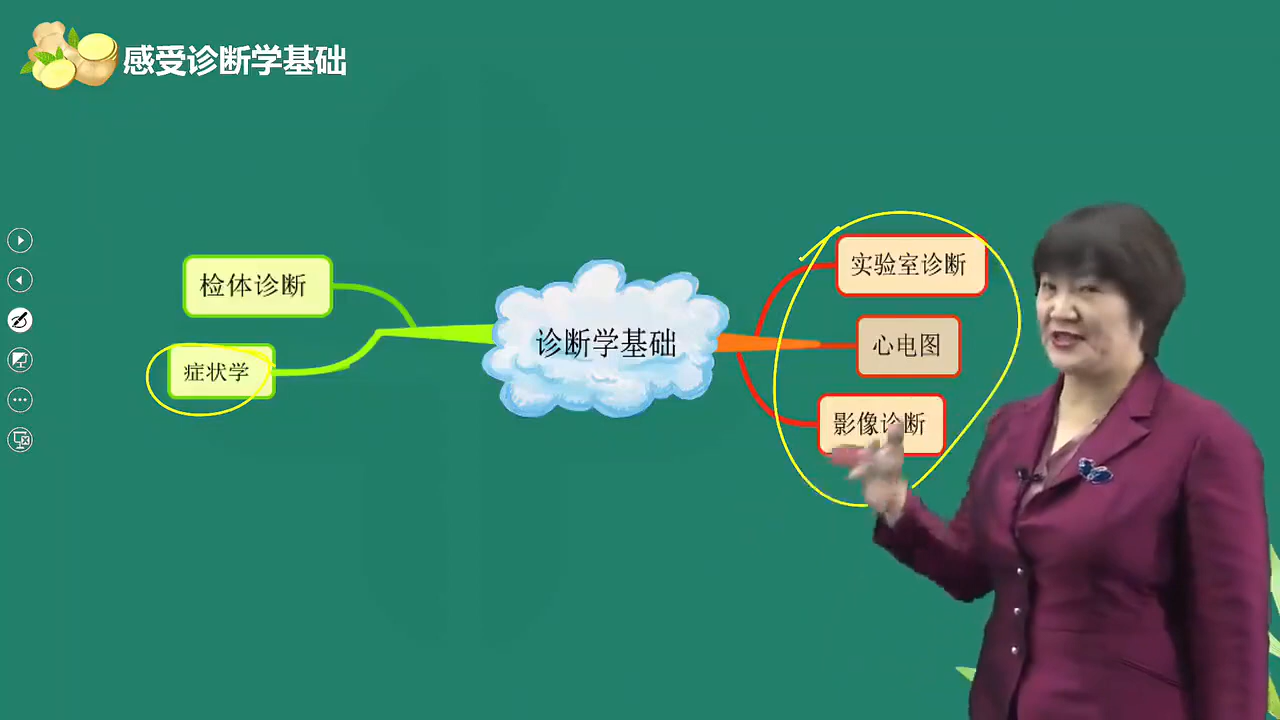 感受诊断学基础
检体诊断
症状学
诊断学基础
实验室诊断
心电图
影像诊断